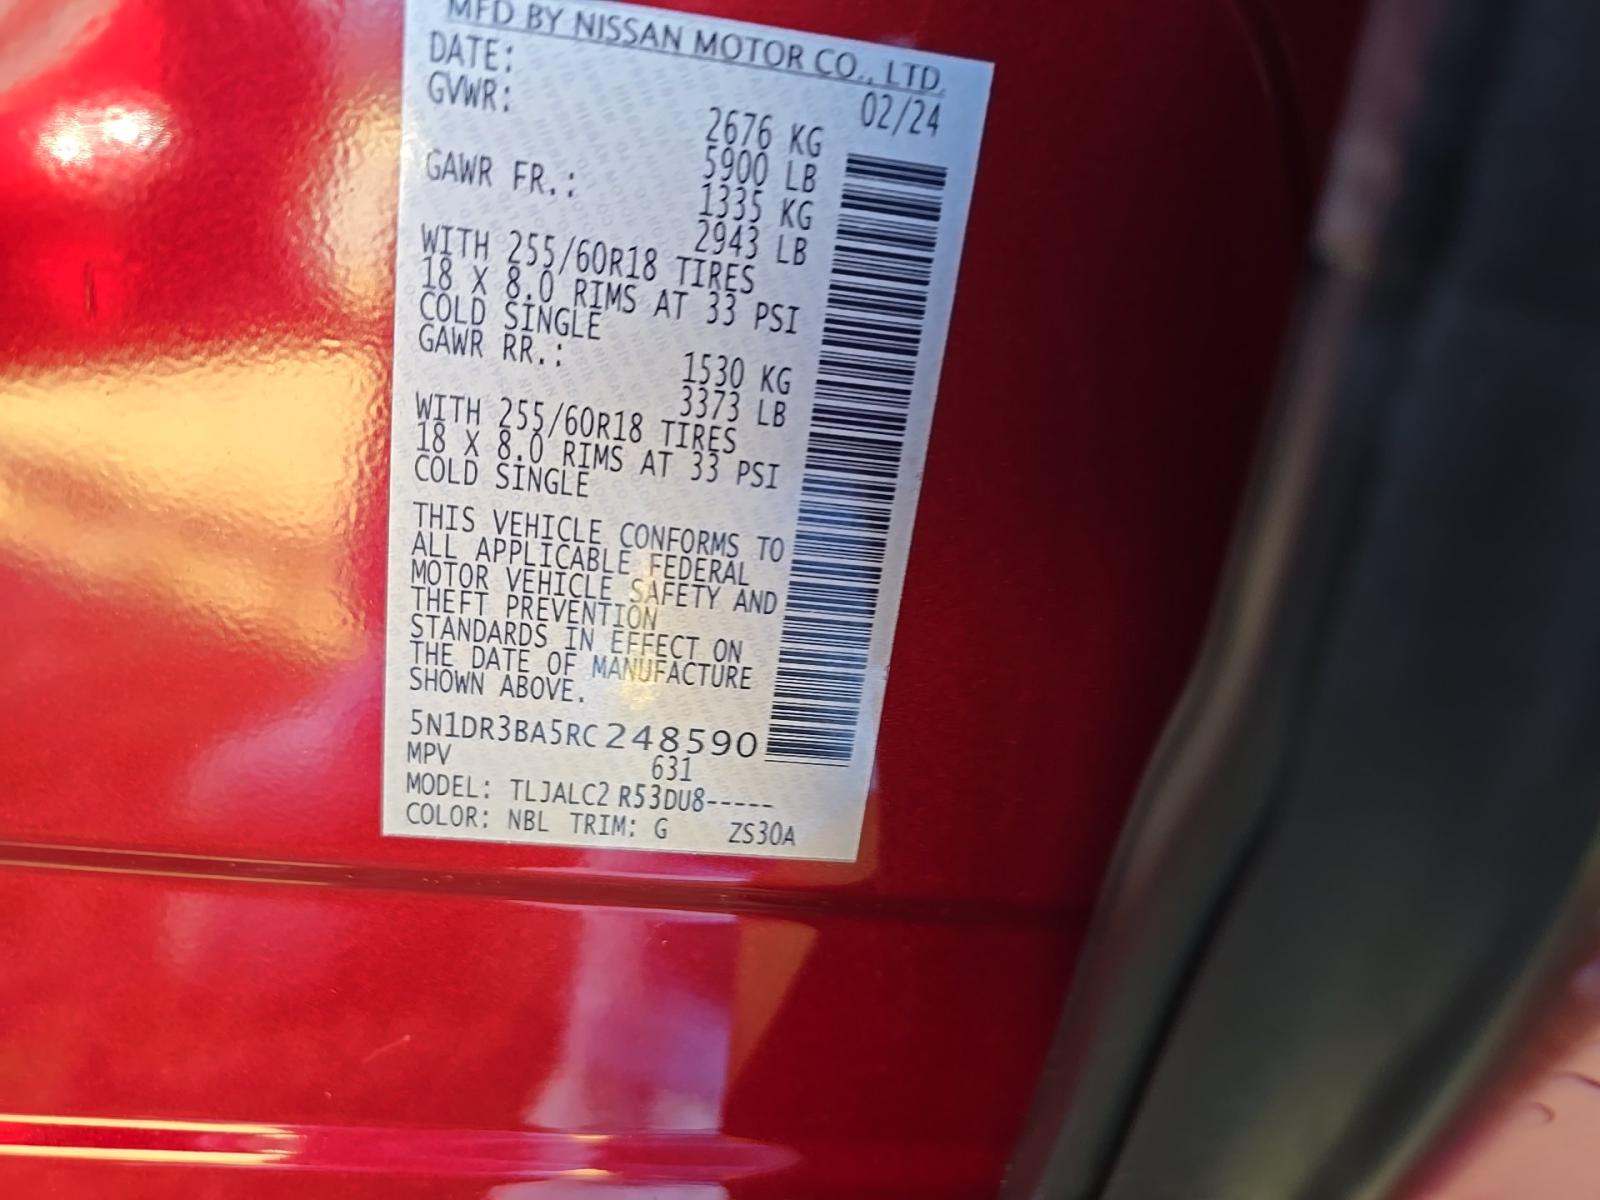 MFD BY NISSAN MOTOR CO., LTD.
DATE: 02/24
GVWR: 2676 KG
5900 LB
GAWR FR.: 1335 KG
2943 LB
WITH 255/60R18 TIRES
18 X 8.0 RIMS AT 33 PSI
COLD SINGLE
GAWR RR.: 1530 KG
3373 LB
WITH 255/60R18 TIRES
18 X 8.0 RIMS AT 33 PSI
COLD SINGLE
THIS VEHICLE CONFORMS TO
ALL APPLICABLE FEDERAL
MOTOR VEHICLE SAFETY AND
THEFT PREVENTION
STANDARDS IN EFFECT ON
THE DATE OF MANUFACTURE
SHOWN ABOVE.
5N1DR3BA5RC248590
MPV 631
MODEL: TLJALC2 R53DU8-----
COLOR: NBL TRIM: G ZS30A